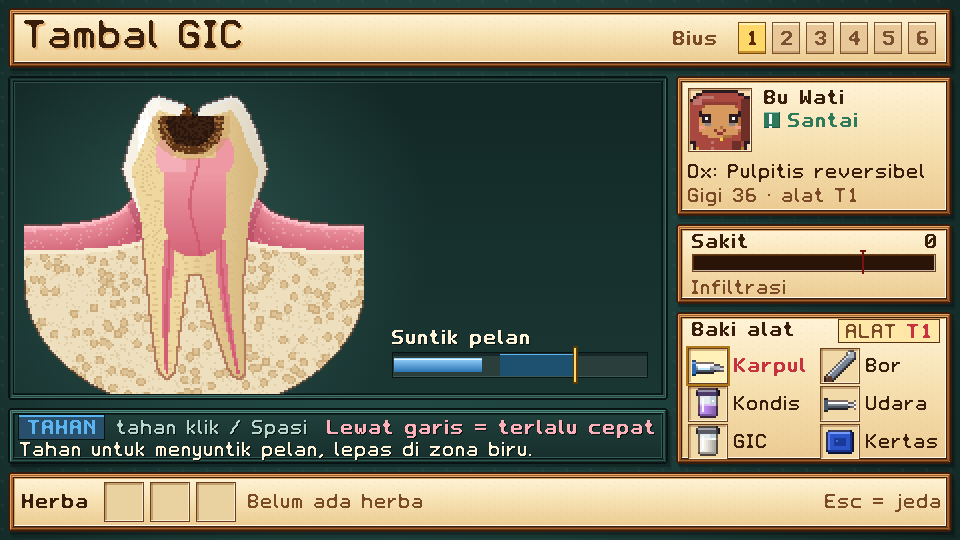 Tambal GIC
Bius 1 2 3 4 5 6
Bu Wati
Santai
Dx: Pulpitis reversibel
Gigi 36 · alat T1
Sakit 0
Infiltrasi
Suntik pelan
Baki alat ALAT T1
Karpul Bor
Kondis Udara
GIC Kertas
TAHAN tahan klik / Spasi Lewat garis = terlalu cepat
Tahan untuk menyuntik pelan, lepas di zona biru.
Herba Belum ada herba Esc = jeda